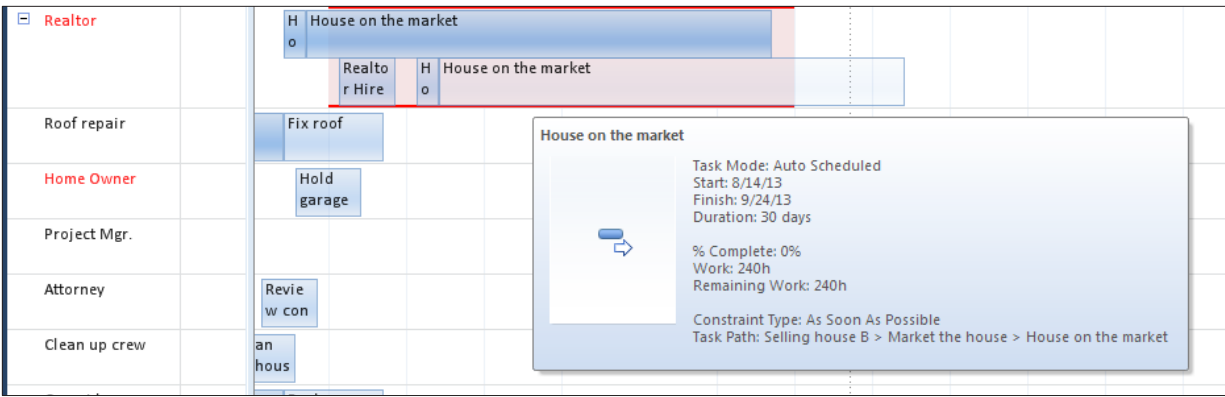 Realtor
H
o
House on the market
Realto
r Hire
H
o
House on the market
Roof repair
Fix roof
Home Owner
Hold
garage
Project Mgr.
Attorney
Revie
w con
Clean up crew
an
hous
House on the market
Task Mode: Auto Scheduled
Start: 8/14/13
Finish: 9/24/13
Duration: 30 days
% Complete: 0%
Work: 240h
Remaining Work: 240h
Constraint Type: As Soon As Possible
Task Path: Selling house B > Market the house > House on the market